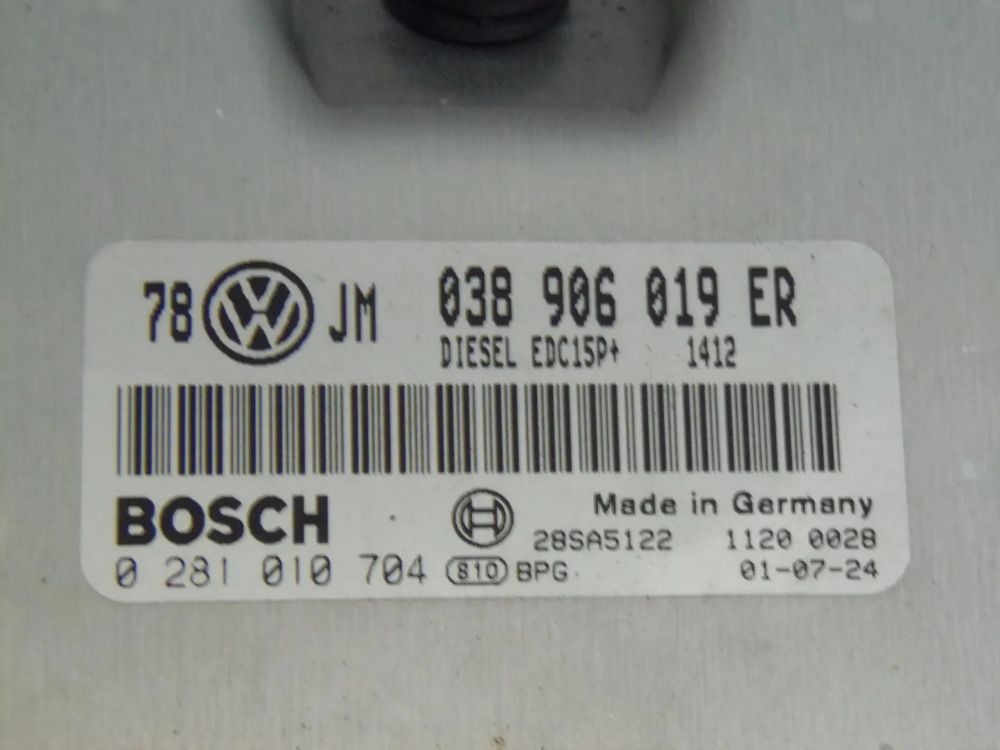 78 JM 038 906 019 ER
DIESEL EDC15P+ 1412
BOSCH Made in Germany
28SA5122 1120 0028
0 281 010 704 810 BPG 01-07-24